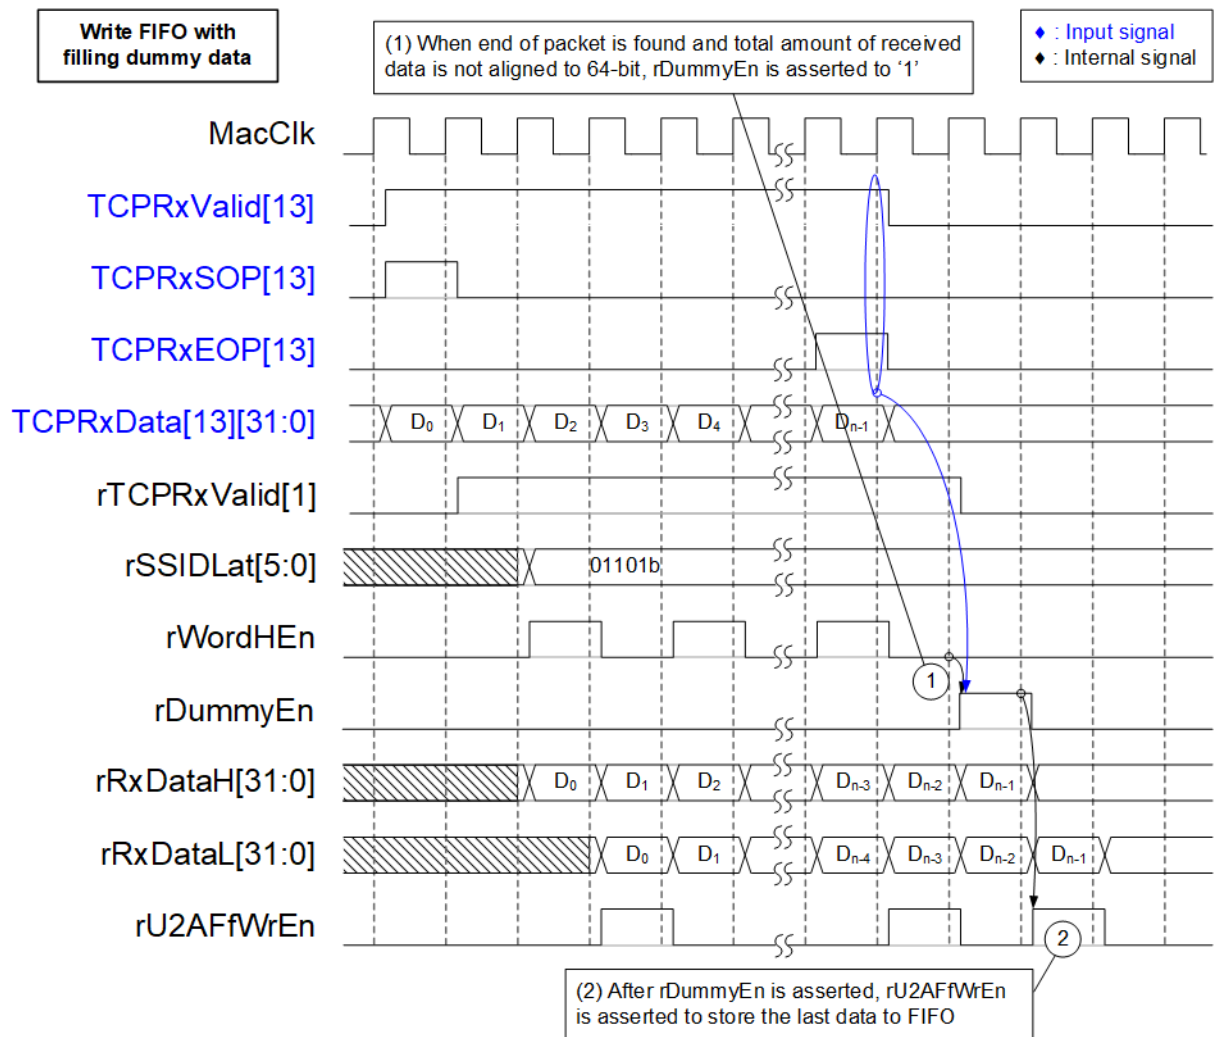 Write FIFO with
filling dummy data
(1) When end of packet is found and total amount of received
data is not aligned to 64-bit, rDummyEn is asserted to ‘1’
♦ : Input signal
♦ : Internal signal
MacClk
TCPRxValid[13]
TCPRxSOP[13]
TCPRxEOP[13]
TCPRxData[13][31:0] D₀ D₁ D₂ D₃ D₄ Dₙ₋₁
rTCPRxValid[1]
rSSIDLat[5:0] 01101b
rWordHEn
1
rDummyEn
rRxDataH[31:0] D₀ D₁ D₂ Dₙ₋₃ Dₙ₋₂ Dₙ₋₁
rRxDataL[31:0] D₀ D₁ Dₙ₋₄ Dₙ₋₃ Dₙ₋₂ Dₙ₋₁
rU2AFfWrEn
2
(2) After rDummyEn is asserted, rU2AFfWrEn
is asserted to store the last data to FIFO